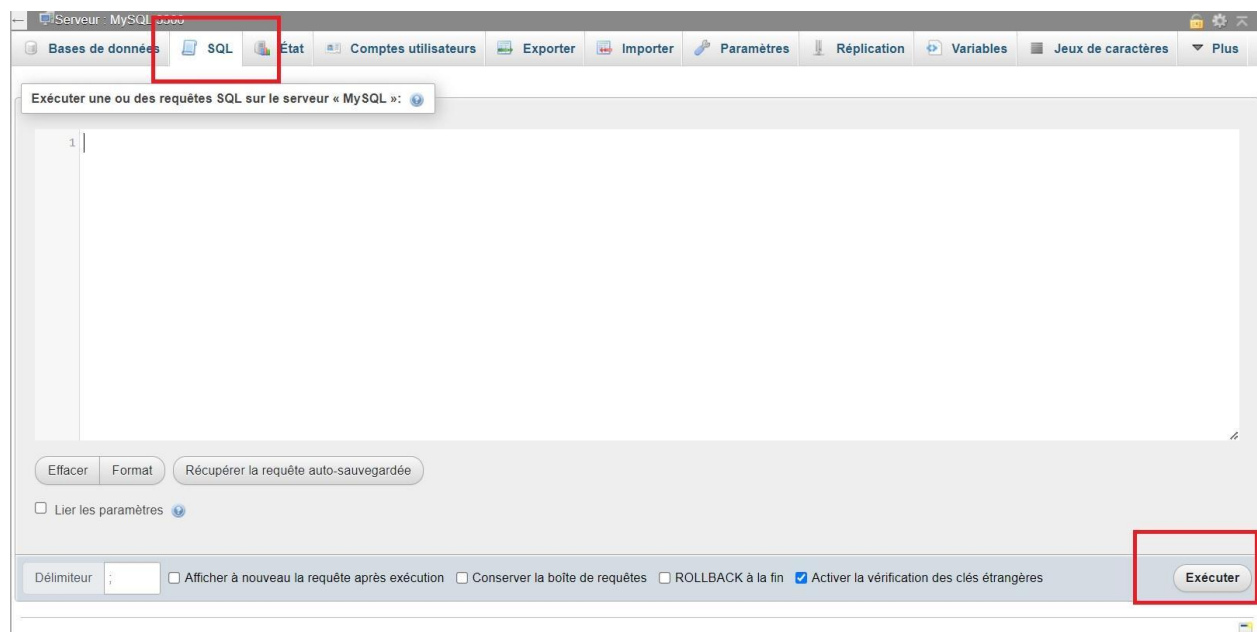 Serveur : MySQL:3306
Bases de données SQL État Comptes utilisateurs Exporter Importer Paramètres Réplication Variables Jeux de caractères Plus
Exécuter une ou des requêtes SQL sur le serveur « MySQL »:
1
Effacer Format Récupérer la requête auto-sauvegardée
Lier les paramètres
Délimiteur ; Afficher à nouveau la requête après exécution Conserver la boîte de requêtes ROLLBACK à la fin Activer la vérification des clés étrangères Exécuter